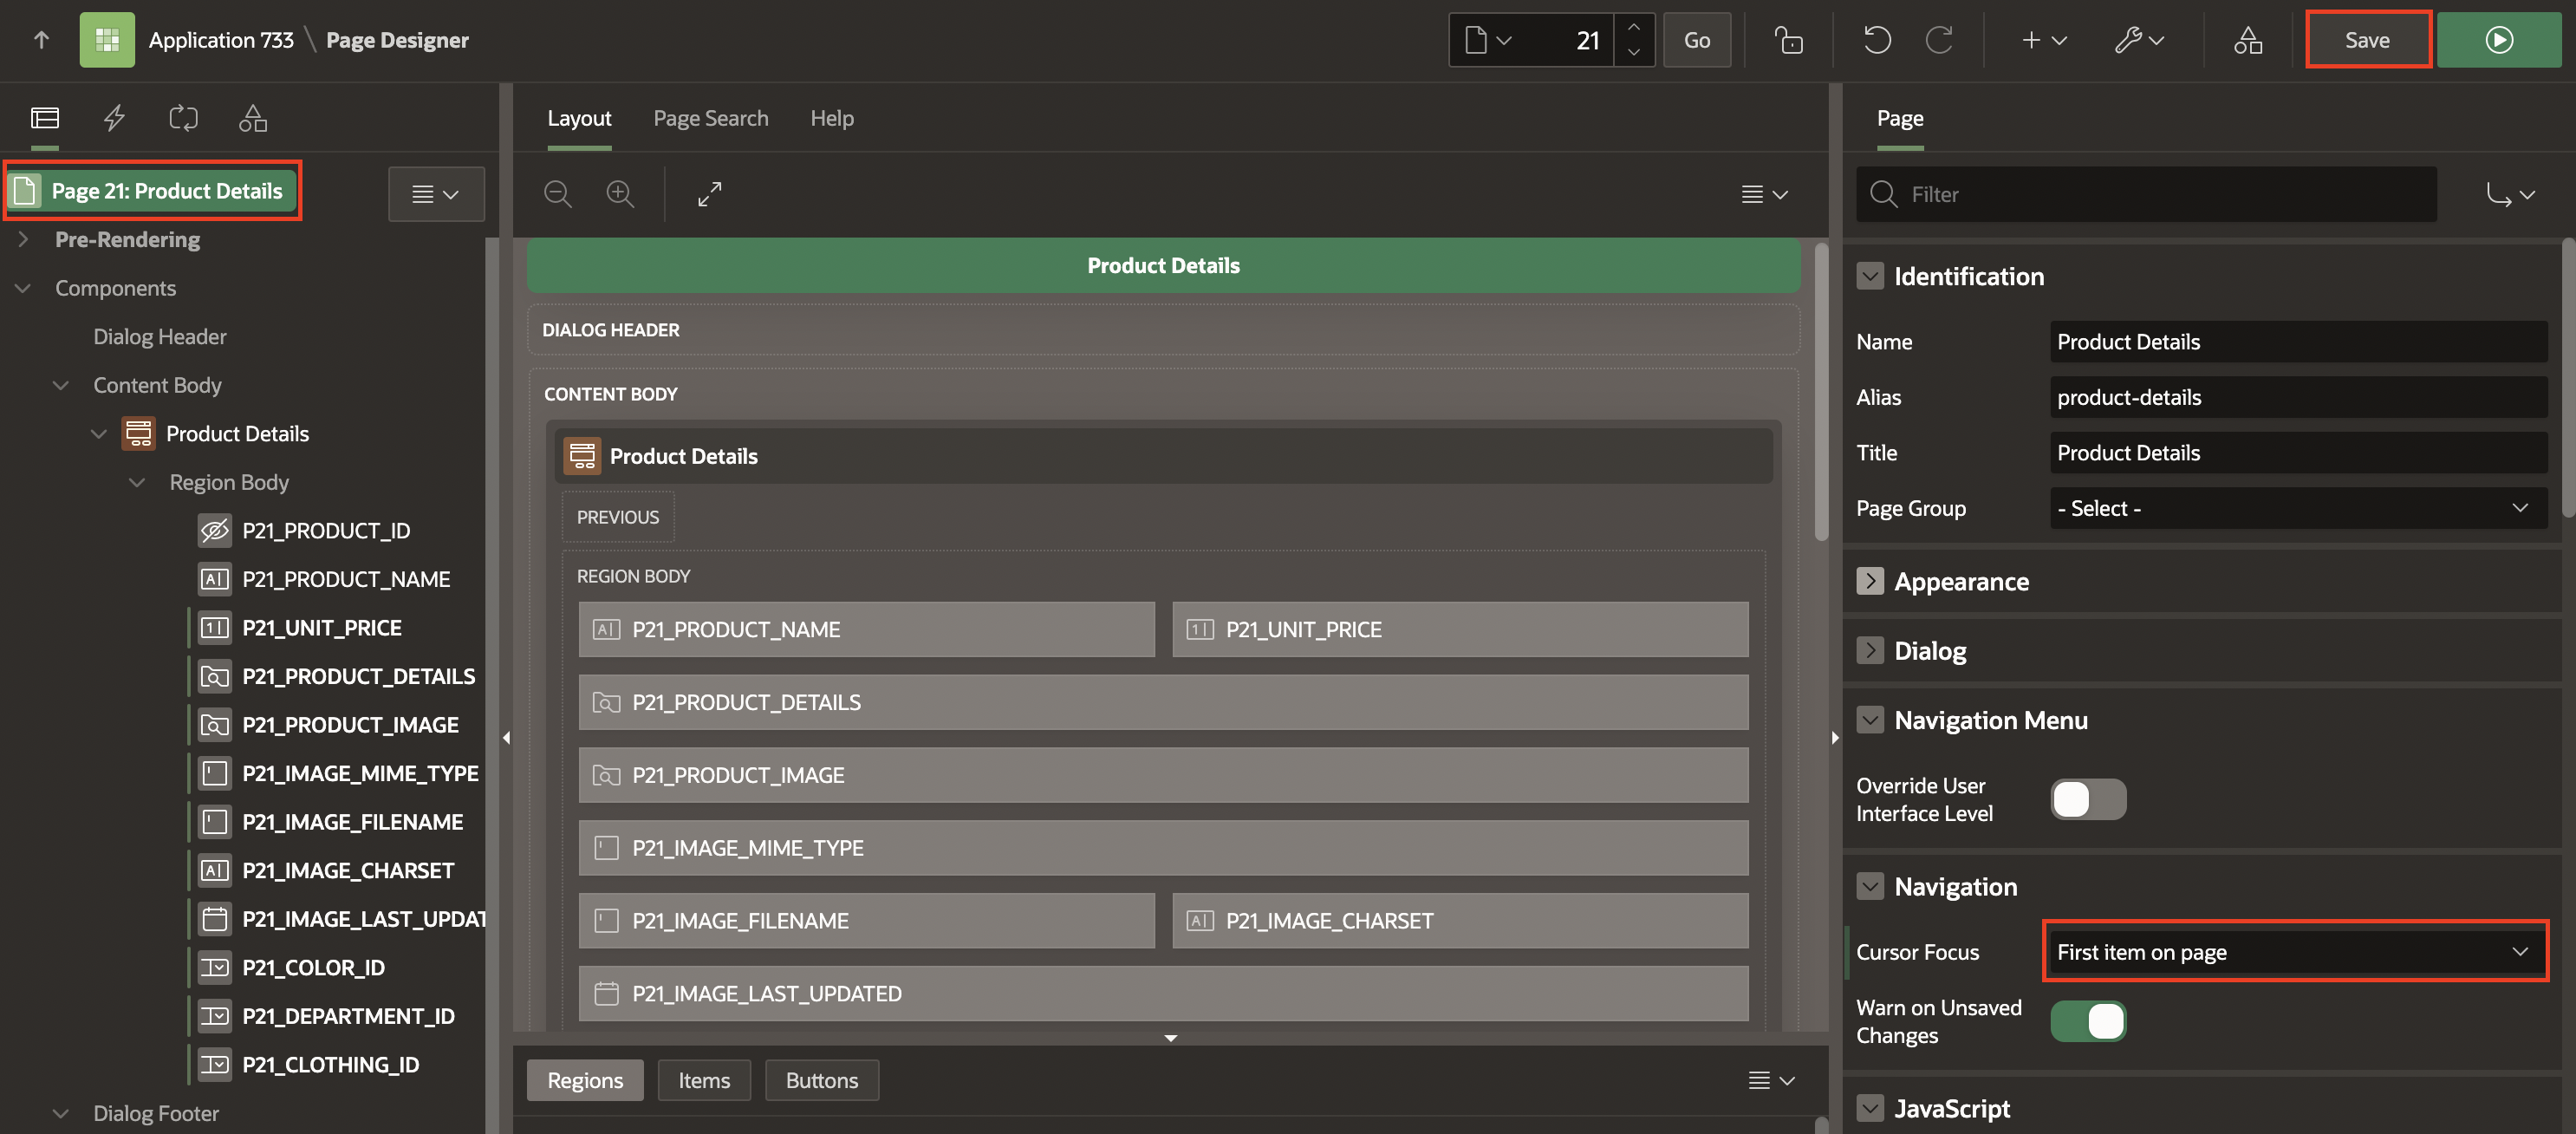 Application 733 \ Page Designer
21
Go
Save
Page 21: Product Details
Pre-Rendering
Components
Dialog Header
Content Body
Product Details
Region Body
P21_PRODUCT_ID
P21_PRODUCT_NAME
P21_UNIT_PRICE
P21_PRODUCT_DETAILS
P21_PRODUCT_IMAGE
P21_IMAGE_MIME_TYPE
P21_IMAGE_FILENAME
P21_IMAGE_CHARSET
P21_IMAGE_LAST_UPDAT
P21_COLOR_ID
P21_DEPARTMENT_ID
P21_CLOTHING_ID
Dialog Footer
Layout Page Search Help
Product Details
DIALOG HEADER
CONTENT BODY
Product Details
PREVIOUS
REGION BODY
P21_PRODUCT_NAME P21_UNIT_PRICE
P21_PRODUCT_DETAILS
P21_PRODUCT_IMAGE
P21_IMAGE_MIME_TYPE
P21_IMAGE_FILENAME P21_IMAGE_CHARSET
P21_IMAGE_LAST_UPDATED
Regions Items Buttons
Page
Filter
Identification
Name Product Details
Alias product-details
Title Product Details
Page Group - Select -
Appearance
Dialog
Navigation Menu
Override User
Interface Level
Navigation
Cursor Focus First item on page
Warn on Unsaved
Changes
JavaScript